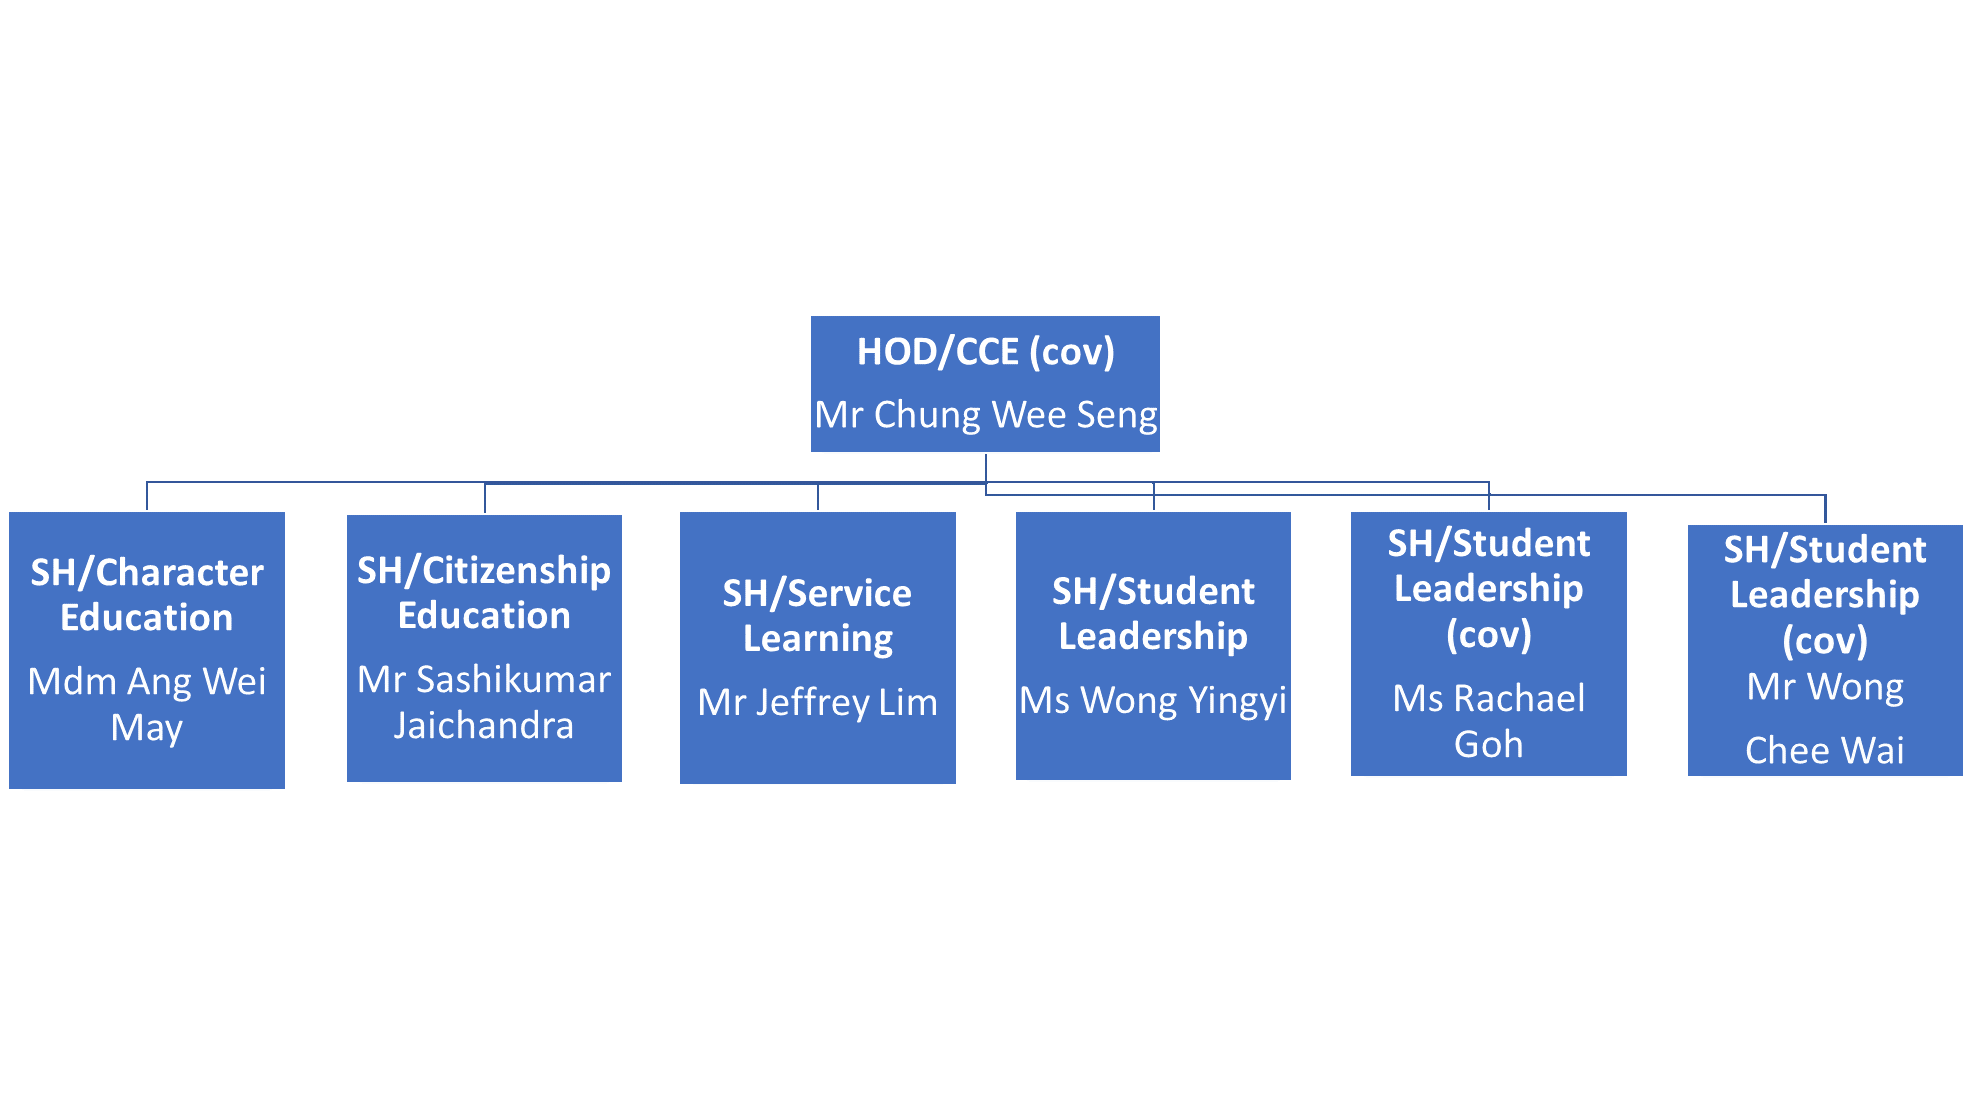 HOD/CCE (cov)
Mr Chung Wee Seng
SH/Character
Education
Mdm Ang Wei
May
SH/Citizenship
Education
Mr Sashikumar
Jaichandra
SH/Service
Learning
Mr Jeffrey Lim
SH/Student
Leadership
Ms Wong Yingyi
SH/Student
Leadership
(cov)
Ms Rachael
Goh
SH/Student
Leadership
(cov)
Mr Wong
Chee Wai